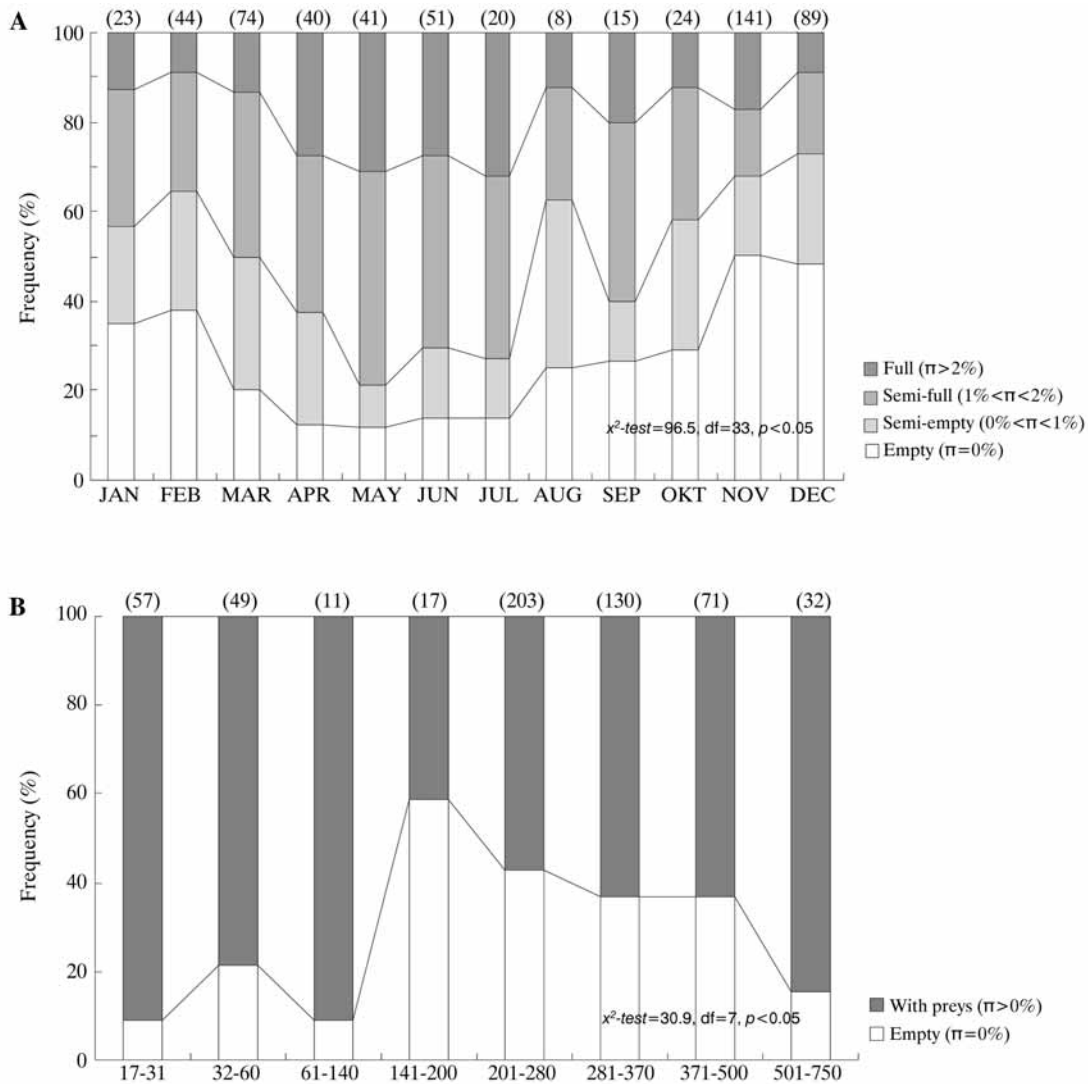 A
(23) (44) (74) (40) (41) (51) (20) (8) (15) (24) (141) (89)
100
80
60
40
20
0
Frequency (%)
Full (π>2%)
Semi-full (1%<π<2%)
Semi-empty (0%<π<1%)
Empty (π=0%)
x²-test=96.5, df=33, p<0.05
JAN FEB MAR APR MAY JUN JUL AUG SEP OKT NOV DEC
B
(57) (49) (11) (17) (203) (130) (71) (32)
100
80
60
40
20
0
Frequency (%)
x²-test=30.9, df=7, p<0.05
With preys (π>0%)
Empty (π=0%)
17-31 32-60 61-140 141-200 201-280 281-370 371-500 501-750